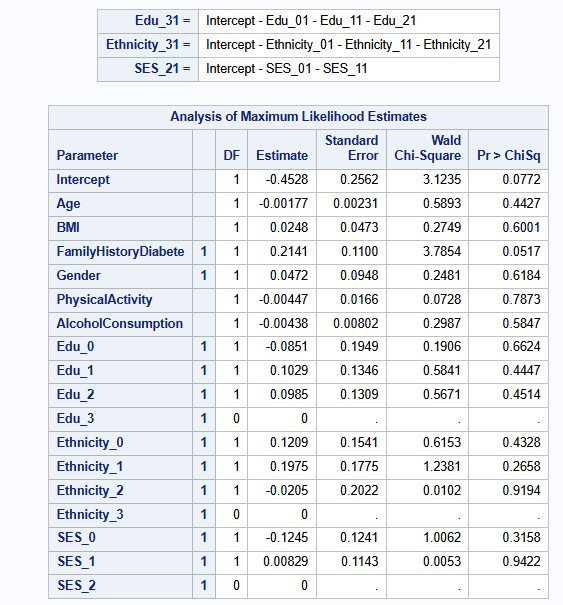 Edu_31 = Intercept - Edu_01 - Edu_11 - Edu_21
Ethnicity_31 = Intercept - Ethnicity_01 - Ethnicity_11 - Ethnicity_21
SES_21 = Intercept - SES_01 - SES_11
Analysis of Maximum Likelihood Estimates
Parameter DF Estimate Standard Error Wald Chi-Square Pr > ChiSq
Intercept 1 -0.4528 0.2562 3.1235 0.0772
Age 1 -0.00177 0.00231 0.5893 0.4427
BMI 1 0.0248 0.0473 0.2749 0.6001
FamilyHistoryDiabete 1 1 0.2141 0.1100 3.7854 0.0517
Gender 1 1 0.0472 0.0948 0.2481 0.6184
PhysicalActivity 1 -0.00447 0.0166 0.0728 0.7873
AlcoholConsumption 1 -0.00438 0.00802 0.2987 0.5847
Edu_0 1 1 -0.0851 0.1949 0.1906 0.6624
Edu_1 1 1 0.1029 0.1346 0.5841 0.4447
Edu_2 1 1 0.0985 0.1309 0.5671 0.4514
Edu_3 1 0 0 . . .
Ethnicity_0 1 1 0.1209 0.1541 0.6153 0.4328
Ethnicity_1 1 1 0.1975 0.1775 1.2381 0.2658
Ethnicity_2 1 1 -0.0205 0.2022 0.0102 0.9194
Ethnicity_3 1 0 0 . . .
SES_0 1 1 -0.1245 0.1241 1.0062 0.3158
SES_1 1 1 0.00829 0.1143 0.0053 0.9422
SES_2 1 0 0 . . .